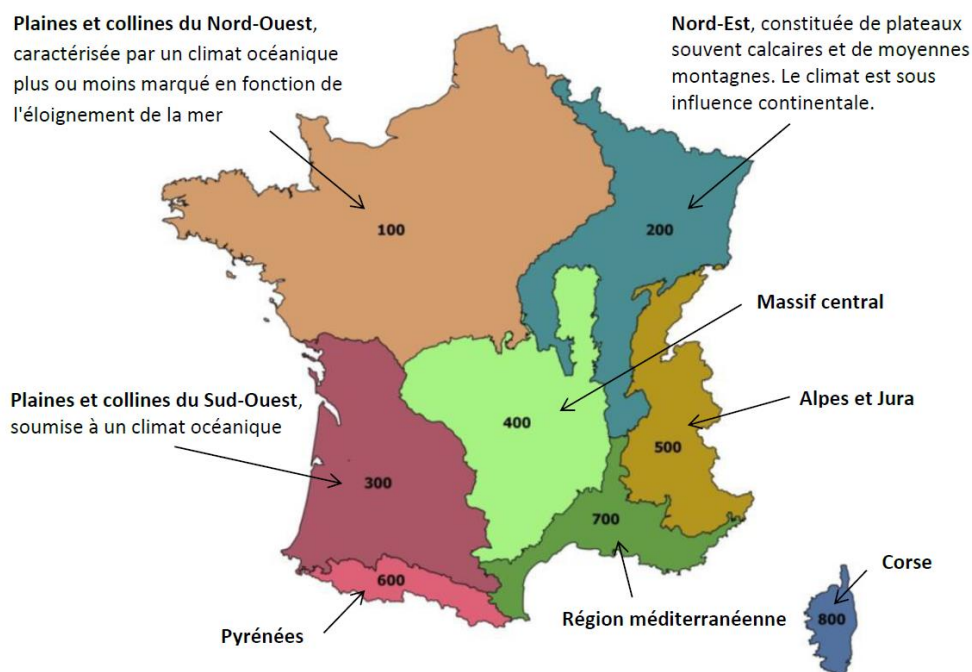 Plaines et collines du Nord-Ouest,
caractérisée par un climat océanique
plus ou moins marqué en fonction de
l'éloignement de la mer
Nord-Est, constituée de plateaux
souvent calcaires et de moyennes
montagnes. Le climat est sous
influence continentale.
100
200
Massif central
Plaines et collines du Sud-Ouest,
soumise à un climat océanique
Alpes et Jura
400
500
300
700
600
Corse
Pyrénées
Région méditerranéenne
800